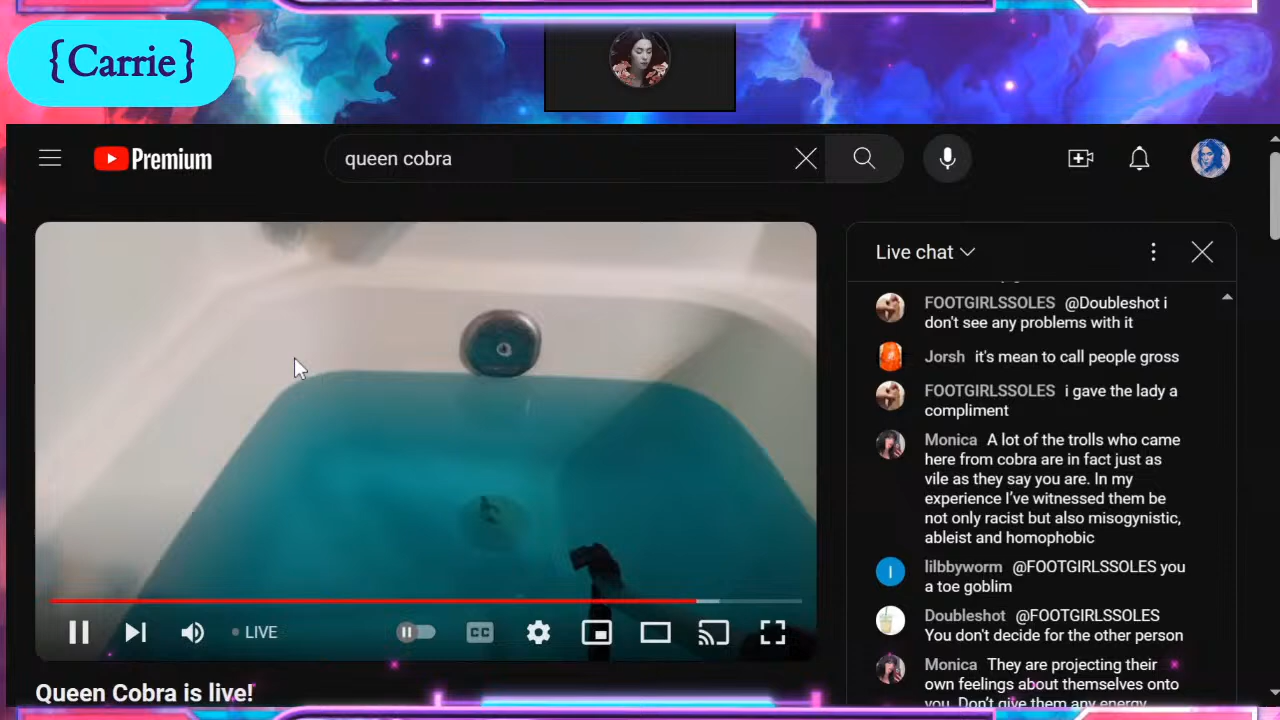 {Carrie}
Premium
queen cobra
Live chat
FOOTGIRLSSOLES @Doubleshot i
don't see any problems with it
Jorsh it's mean to call people gross
FOOTGIRLSSOLES i gave the lady a
compliment
Monica A lot of the trolls who came
here from cobra are in fact just as
vile as they say you are. In my
experience I've witnessed them be
not only racist but also misogynistic,
ableist and homophobic
I
lilbbyworm @FOOTGIRLSSOLES you
a toe goblim
Doubleshot @FOOTGIRLSSOLES
You don't decide for the other person
Monica They are projecting their
own feelings about themselves onto
you. Don't give them any energy
LIVE
CC
Queen Cobra is live!